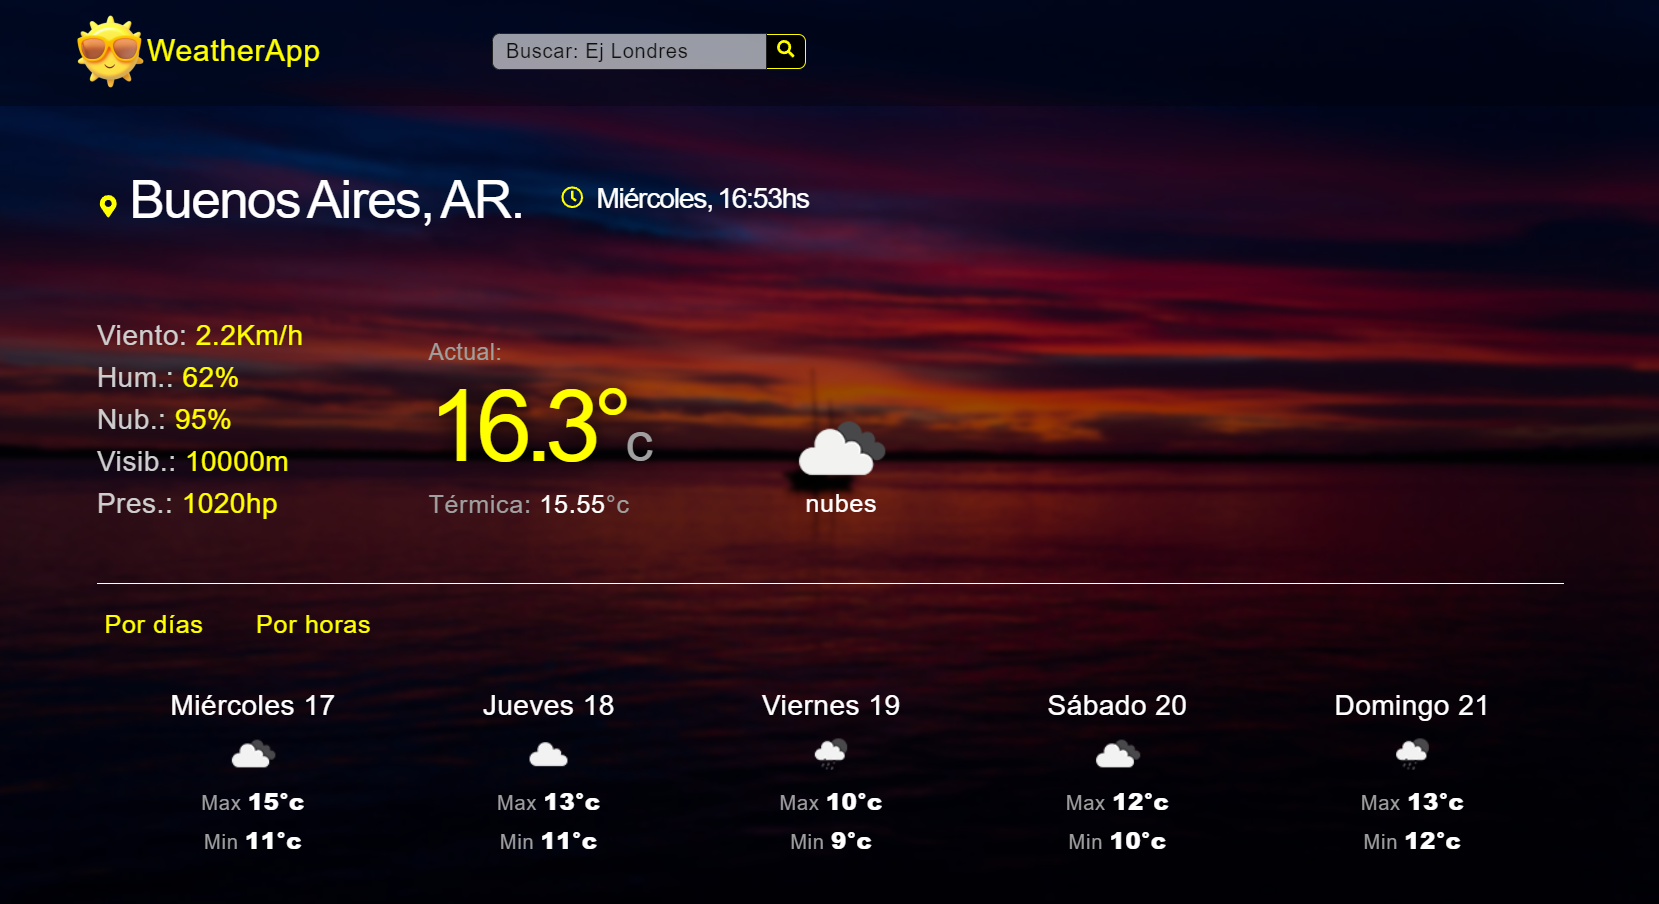 WeatherApp
Buscar: Ej Londres
Buenos Aires, AR.
Miércoles, 16:53hs
Viento: 2.2Km/h
Hum.: 62%
Nub.: 95%
Visib.: 10000m
Pres.: 1020hp
Actual:
16.3°c
Térmica: 15.55°c
nubes
Por días
Por horas
Miércoles 17
Max 15°c
Min 11°c
Jueves 18
Max 13°c
Min 11°c
Viernes 19
Max 10°c
Min 9°c
Sábado 20
Max 12°c
Min 10°c
Domingo 21
Max 13°c
Min 12°c